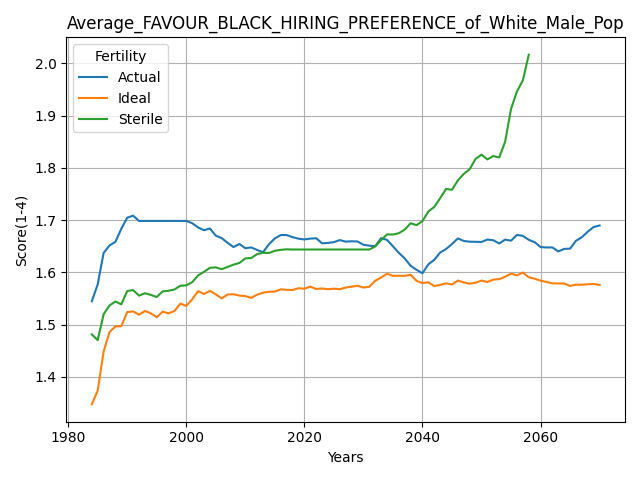 Average_FAVOUR_BLACK_HIRING_PREFERENCE_of_White_Male_Pop
Fertility
Actual
Ideal
Sterile
Score(1-4)
2.0
1.9
1.8
1.7
1.6
1.5
1.4
1980
2000
2020
2040
2060
Years